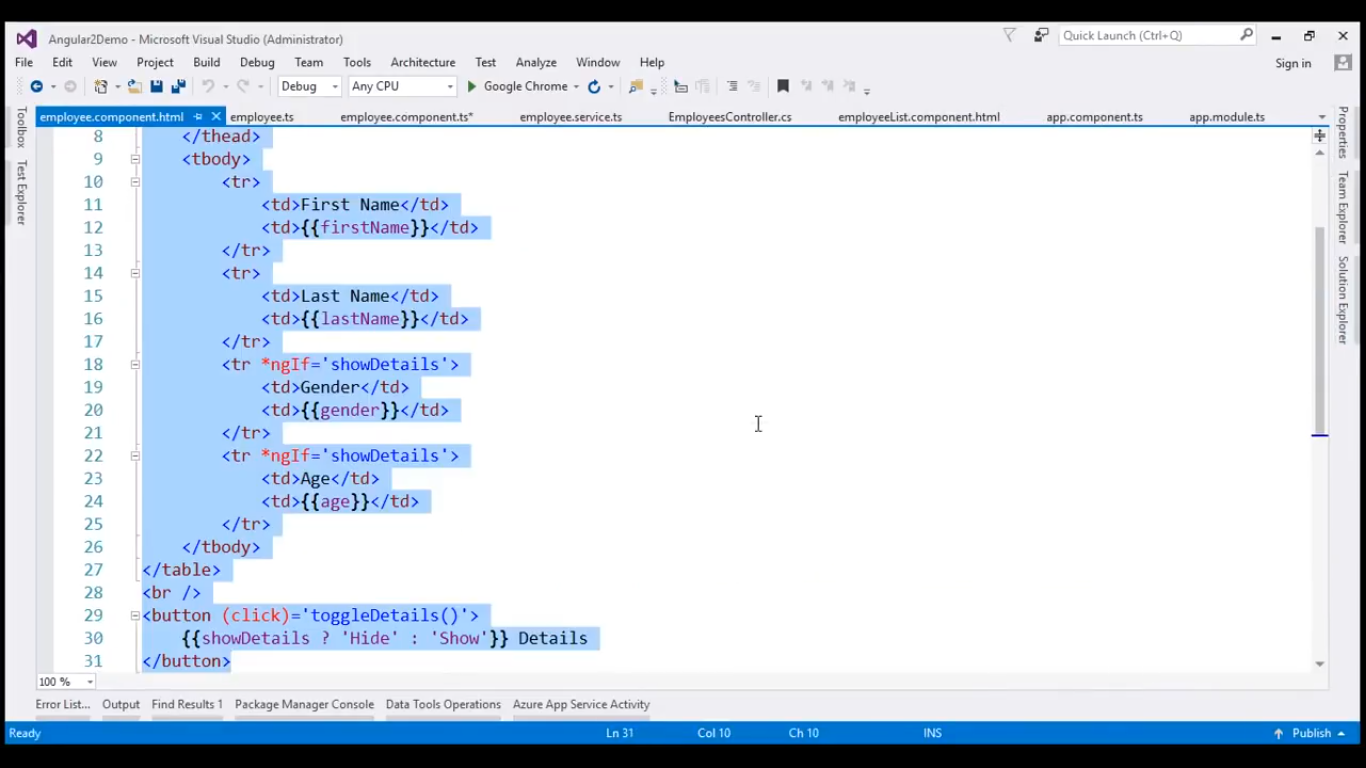 Angular2Demo - Microsoft Visual Studio (Administrator)
Quick Launch (Ctrl+Q)
File Edit View Project Build Debug Team Tools Architecture Test Analyze Window Help
Sign in
Debug Any CPU Google Chrome
employee.component.html employee.ts employee.component.ts* employee.service.ts EmployeesController.cs employeeList.component.html app.component.ts app.module.ts
Toolbox
Test Explorer
Properties
Team Explorer
Solution Explorer
8 </thead>
9 <tbody>
10 <tr>
11 <td>First Name</td>
12 <td>{{firstName}}</td>
13 </tr>
14 <tr>
15 <td>Last Name</td>
16 <td>{{lastName}}</td>
17 </tr>
18 <tr *ngIf='showDetails'>
19 <td>Gender</td>
20 <td>{{gender}}</td>
21 </tr>
22 <tr *ngIf='showDetails'>
23 <td>Age</td>
24 <td>{{age}}</td>
25 </tr>
26 </tbody>
27 </table>
28 <br />
29 <button (click)='toggleDetails()'>
30 {{showDetails ? 'Hide' : 'Show'}} Details
31 </button>
100 %
Error List... Output Find Results 1 Package Manager Console Data Tools Operations Azure App Service Activity
Ready Ln 31 Col 10 Ch 10 INS Publish